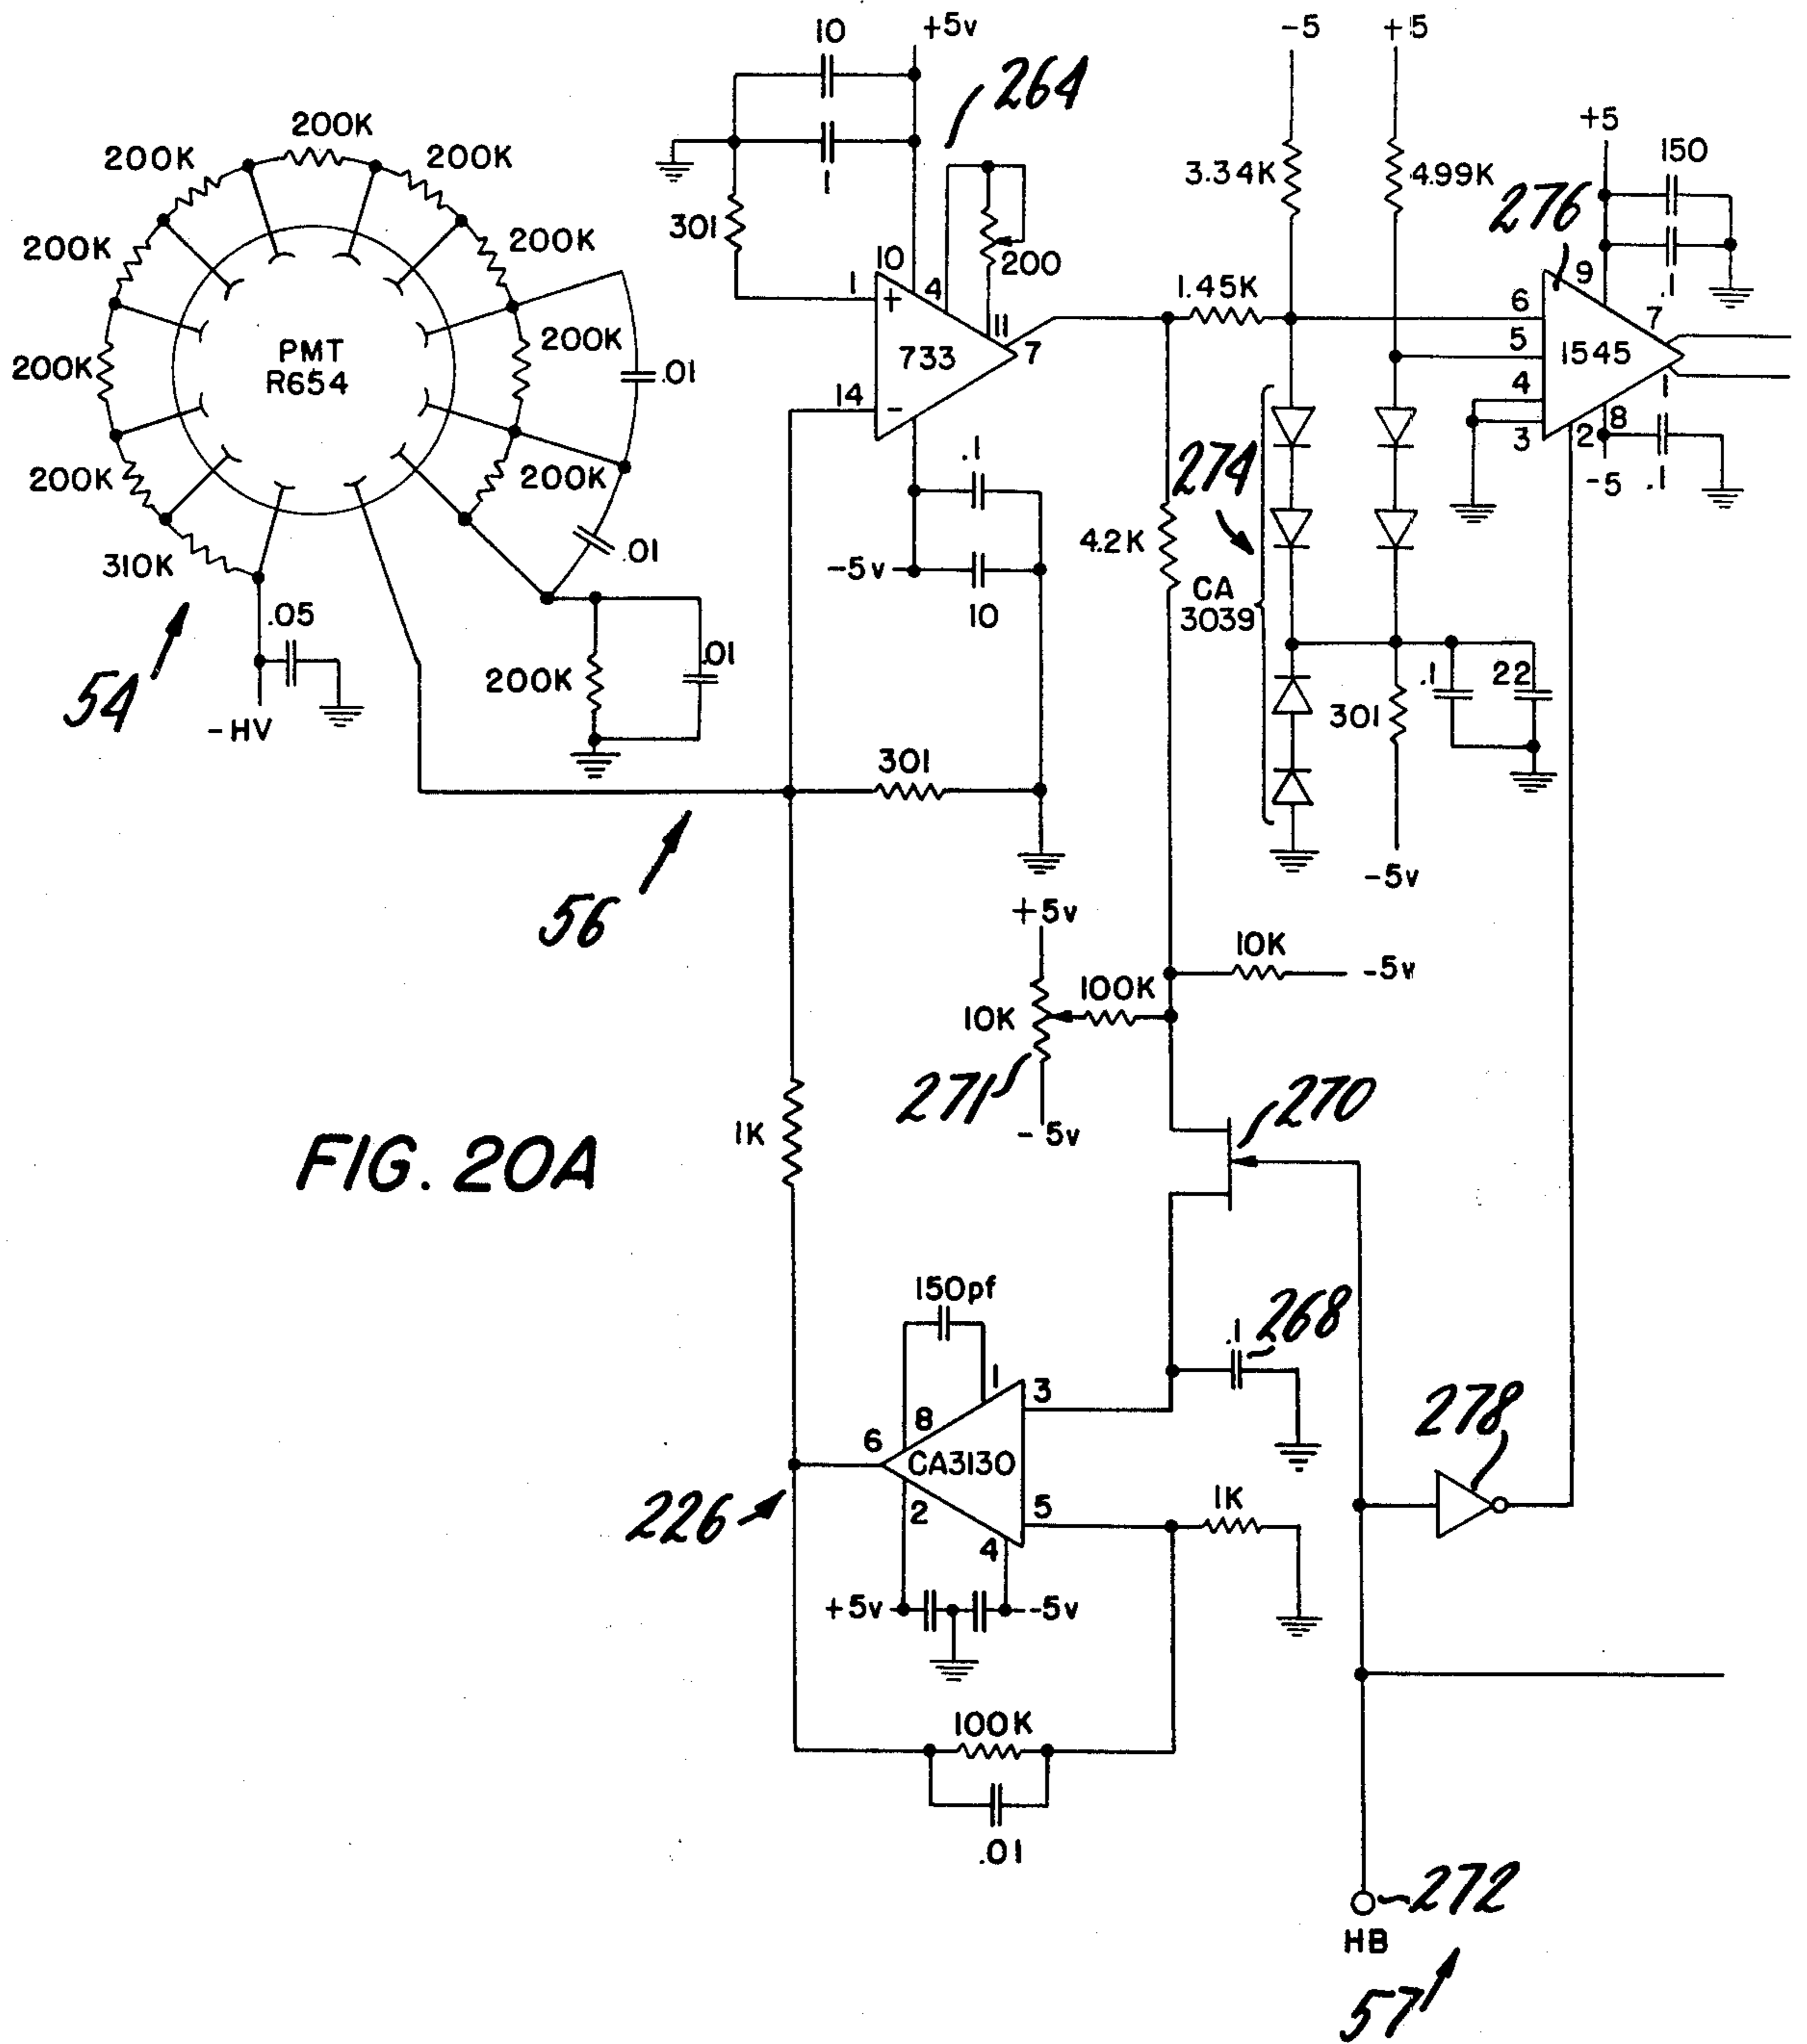 10
+5v
264
-5
+5
200K
200K
200K
1
301
3.34K
4.99K
+5
150
276
200K
200K
10
4
200
1
+
11
733
7
1.45K
6
9
.1
7
5
1545
4
1
3
2
8
-5
.1
PMT
R654
200K
200K
.01
14
-
274
200K
200K
310K
.01
.1
-5v
10
4.2K
CA
3039
54
.05
-HV
200K
.01
301
.1
22
301
-5v
56
+5v
10K
-5v
10K
100K
271
-5v
270
1K
FIG. 20A
150pf
.1
268
1
3
8
6
CA3130
278
226
2
5
1K
4
+5v
-5v
100K
.01
272
HB
57